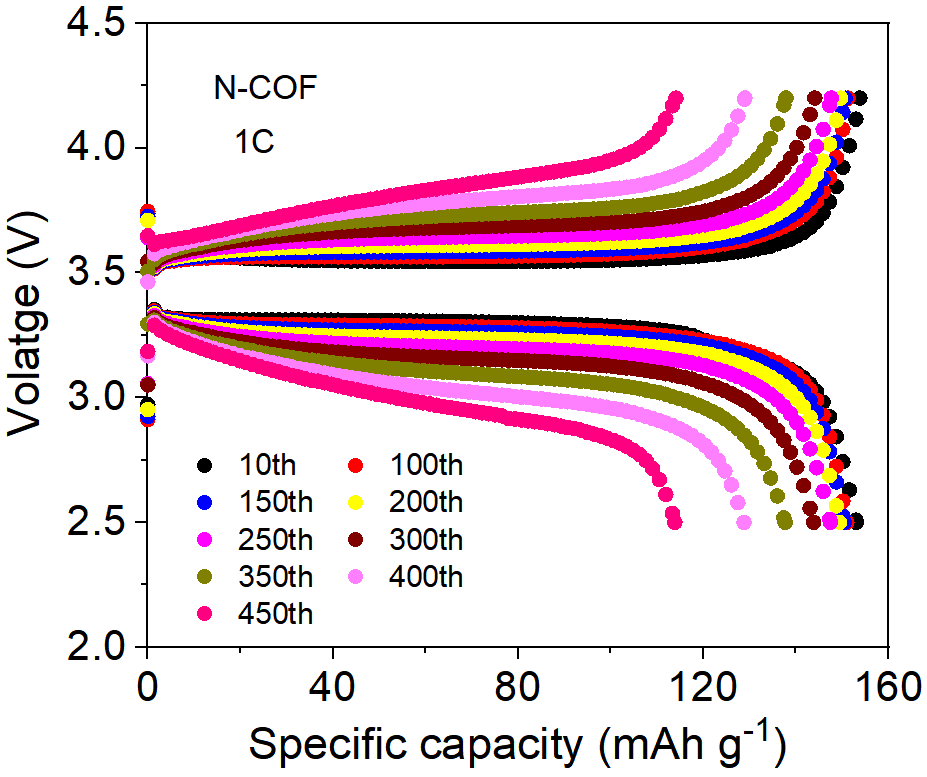 4.5
4.0
3.5
3.0
2.5
2.0
Volatge (V)
N-COF
1C
10th 100th
150th 200th
250th 300th
350th 400th
450th
0 40 80 120 160
Specific capacity (mAh g⁻¹)